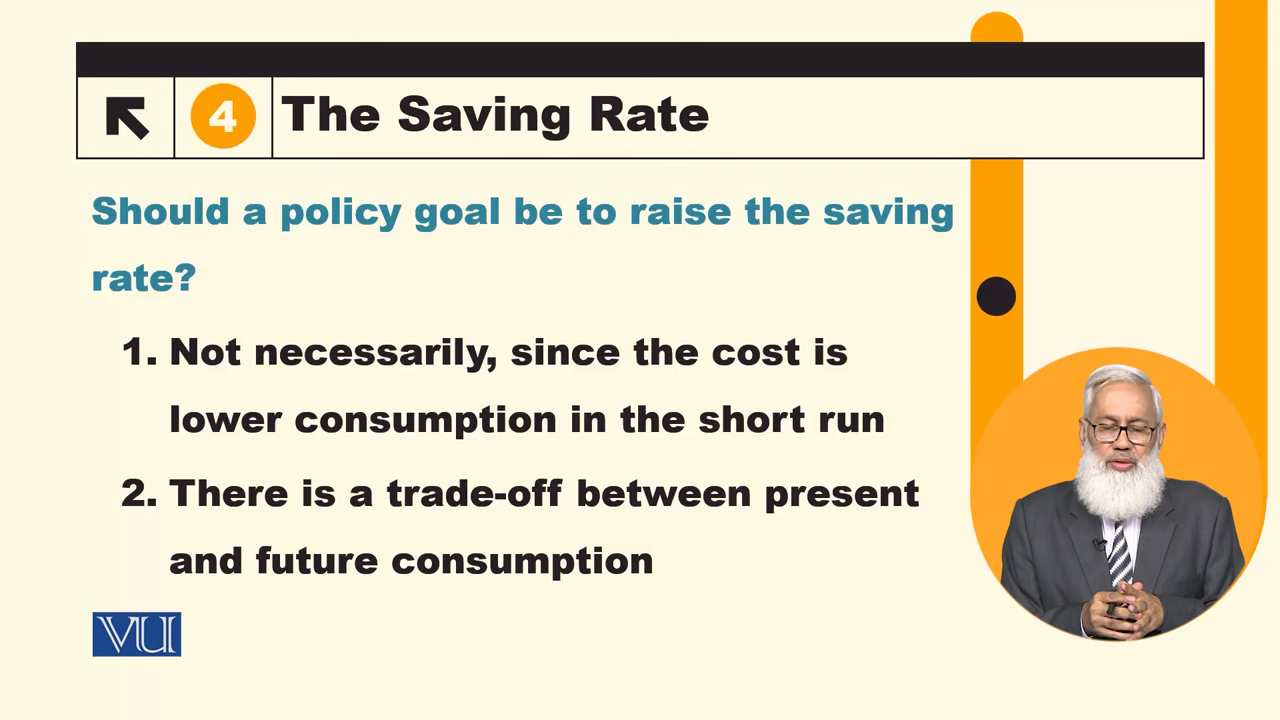 4 The Saving Rate
Should a policy goal be to raise the saving
rate?
1. Not necessarily, since the cost is
lower consumption in the short run
2. There is a trade-off between present
and future consumption
VU